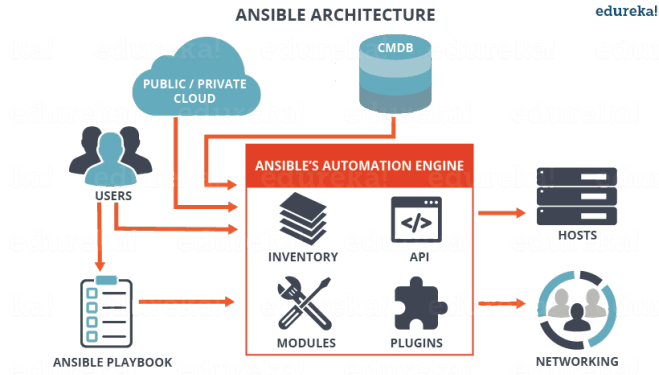 ANSIBLE ARCHITECTURE
edureka!
CMDB
PUBLIC / PRIVATE
CLOUD
ANSIBLE'S AUTOMATION ENGINE
USERS
HOSTS
INVENTORY
API
</>
MODULES
PLUGINS
ANSIBLE PLAYBOOK
NETWORKING